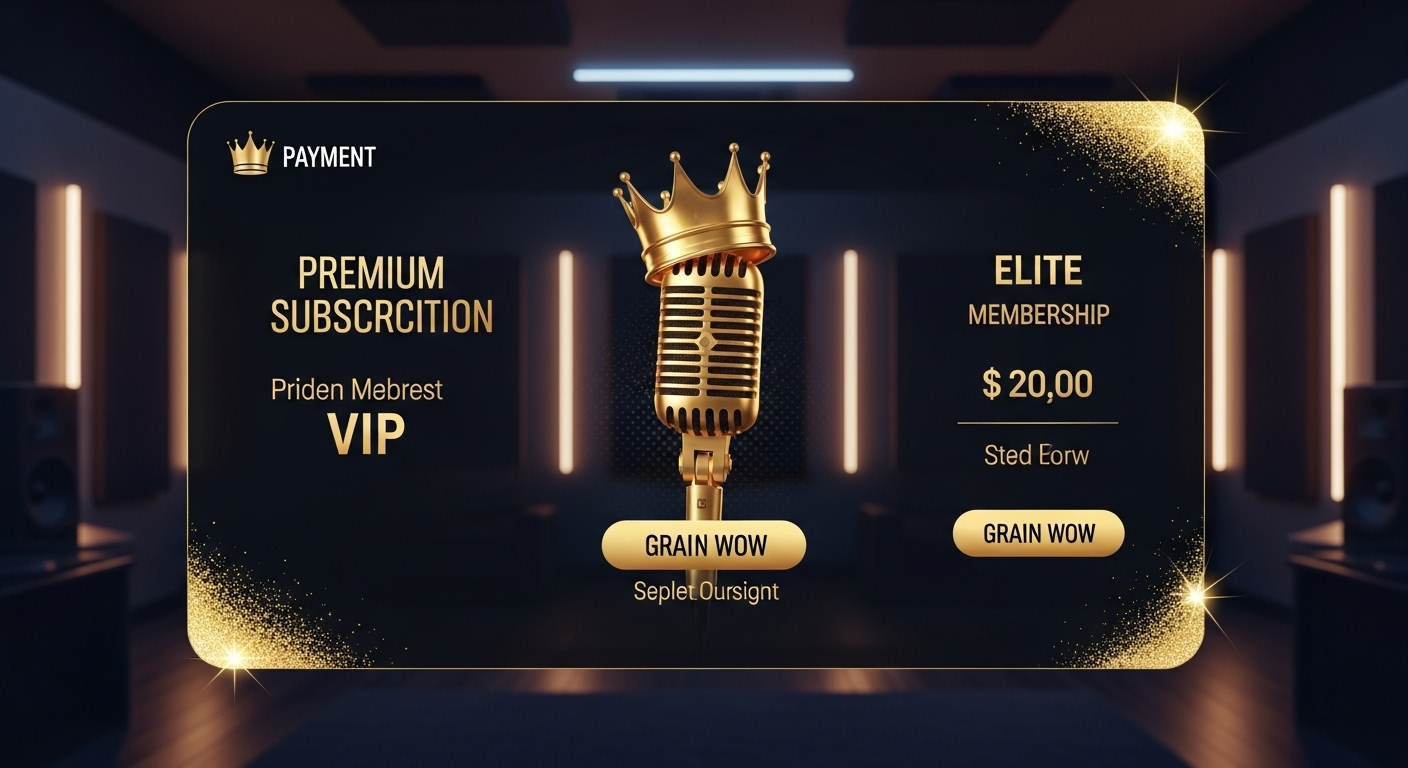 PAYMENT
PREMIUM
SUBSCRCITION
Priden Mebrest
VIP
GRAIN WOW
Seplet Oursignt
ELITE
MEMBERSHIP
$ 20,00
Sted Eorw
GRAIN WOW